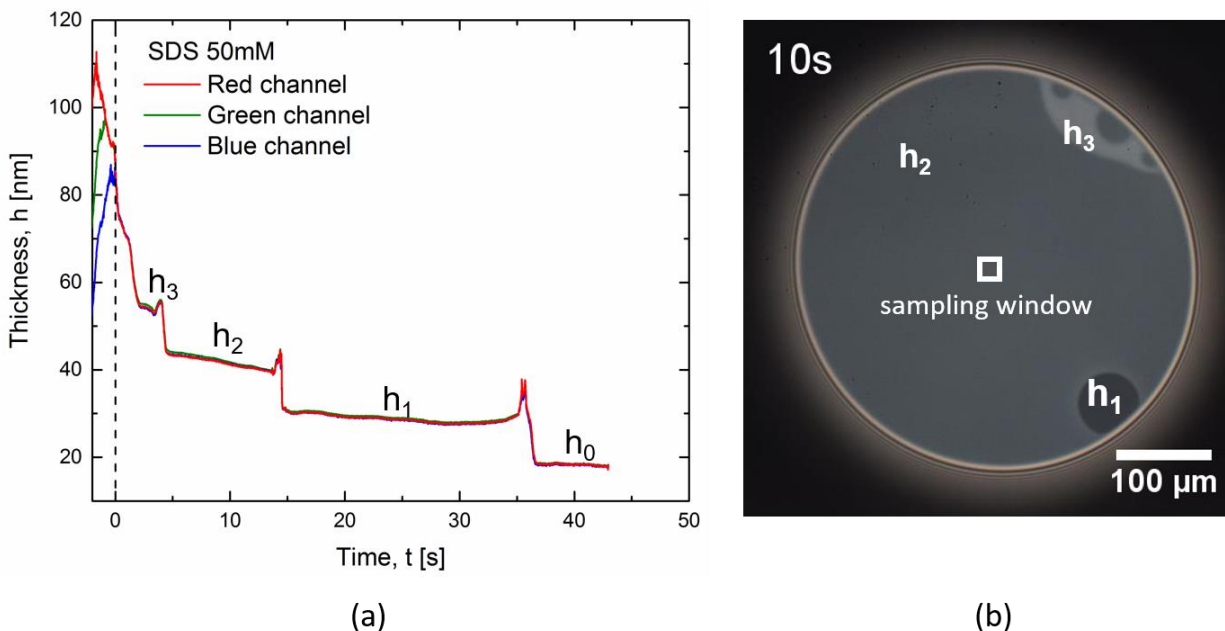 120
100
80
60
40
20
Thickness, h [nm]
SDS 50mM
Red channel
Green channel
Blue channel
h3
h2
h1
h0
0
10
20
30
40
50
Time, t [s]
(a)
10s
h2
h3
sampling window
h1
100 µm
(b)